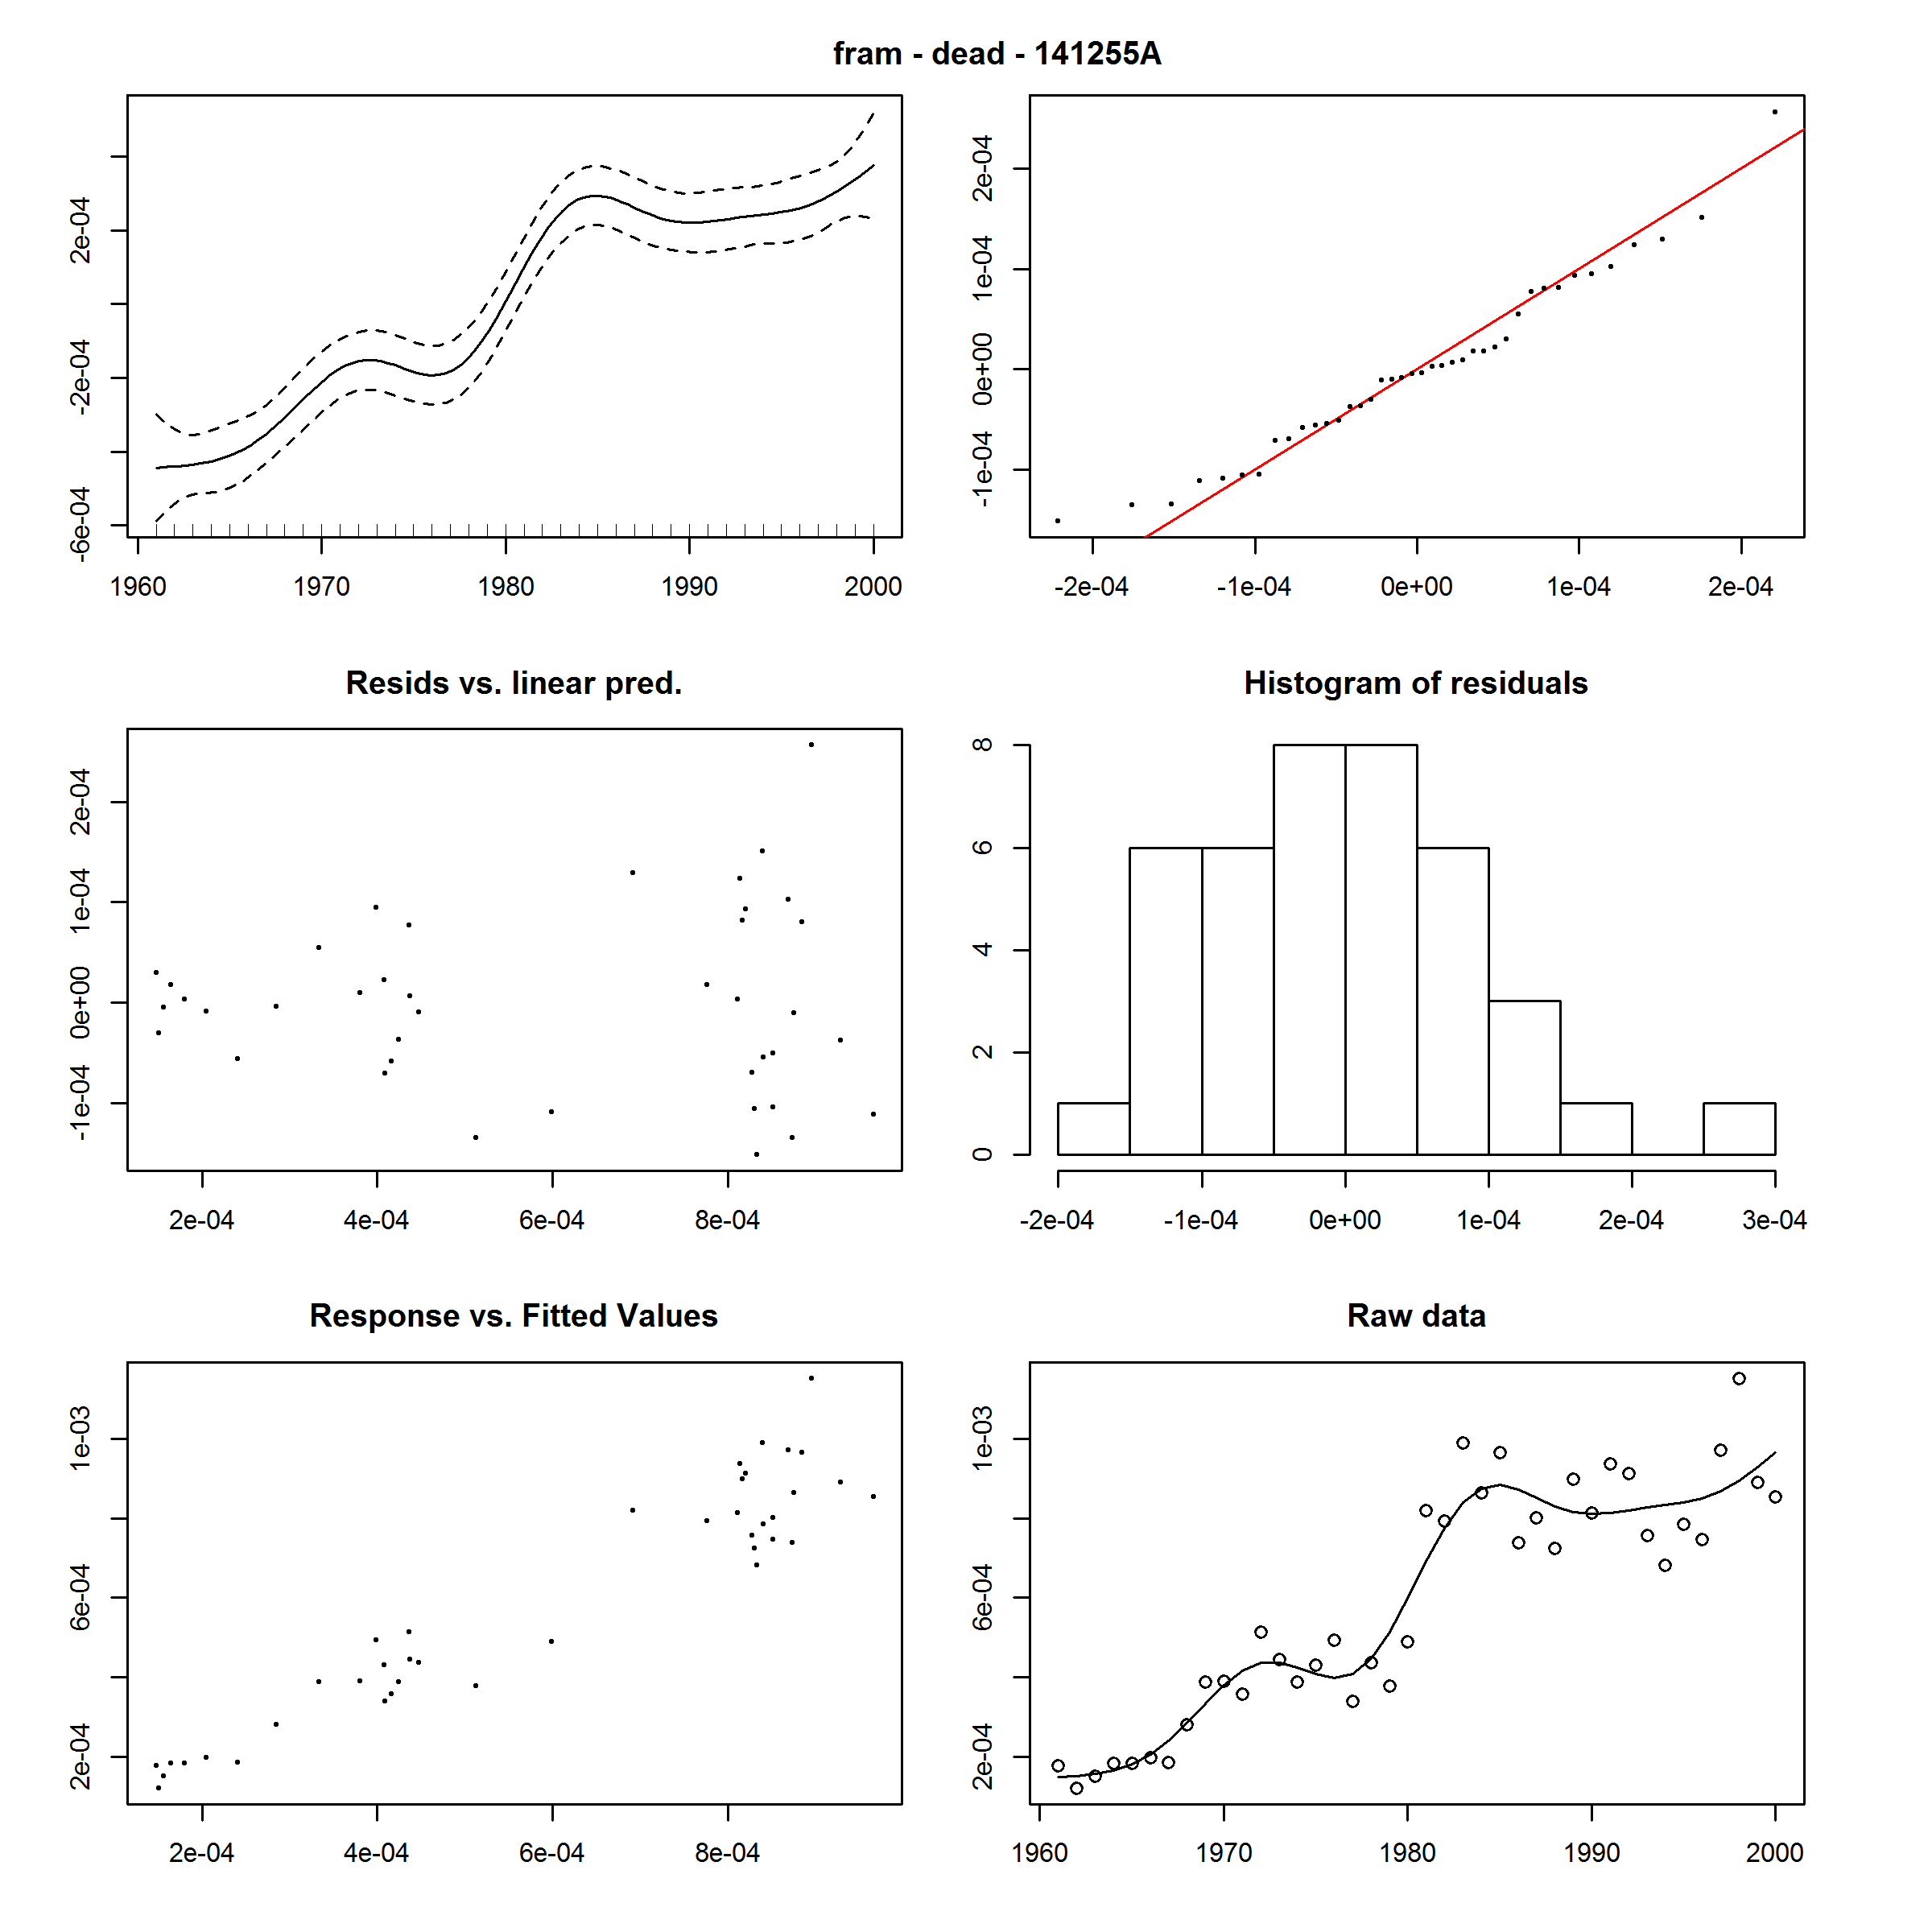 fram - dead - 141255A
2e-04
-2e-04
-6e-04
1960 1970 1980 1990 2000
2e-04
1e-04
0e+00
-1e-04
-2e-04 -1e-04 0e+00 1e-04 2e-04
Resids vs. linear pred.
2e-04
1e-04
0e+00
-1e-04
2e-04 4e-04 6e-04 8e-04
Histogram of residuals
8
6
4
2
0
-2e-04 -1e-04 0e+00 1e-04 2e-04 3e-04
Response vs. Fitted Values
1e-03
6e-04
2e-04
2e-04 4e-04 6e-04 8e-04
Raw data
1e-03
6e-04
2e-04
1960 1970 1980 1990 2000